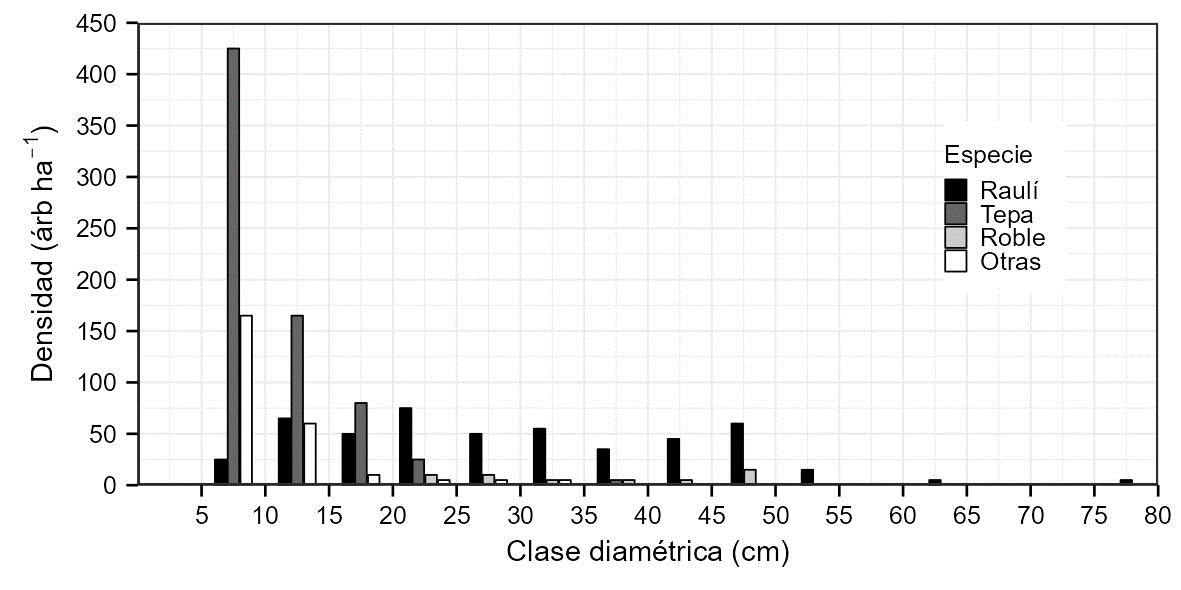 450
400
350
300
250
200
150
100
50
0
Densidad (árb ha⁻¹)
Especie
Raulí
Tepa
Roble
Otras
5 10 15 20 25 30 35 40 45 50 55 60 65 70 75 80
Clase diamétrica (cm)